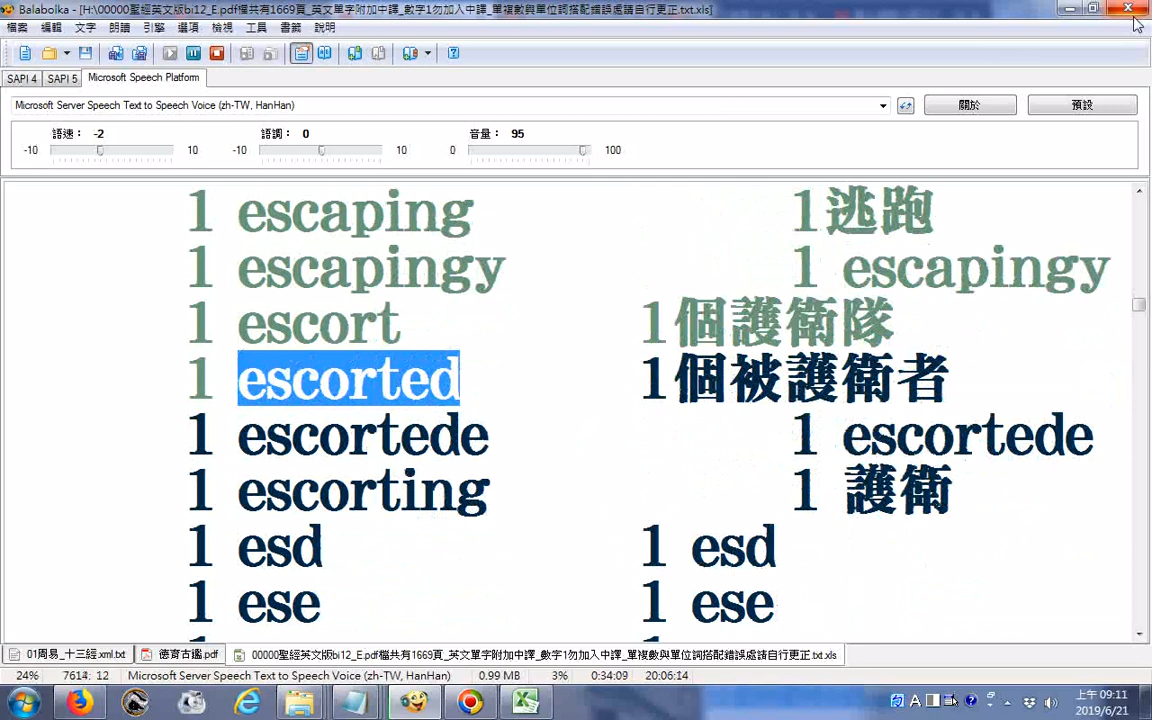 Balabolka - [H:\00000聖經英文版bi12_E.pdf檔共有1669頁_英文單字附加中譯_數字1勿加入中譯_單複數與單位詞搭配錯誤處請自行更正.txt.xls]
檔案 編輯 文字 朗讀 引擎 選項 檢視 工具 書籤 說明
SAPI 4 SAPI 5 Microsoft Speech Platform
Microsoft Server Speech Text to Speech Voice (zh-TW, HanHan) 關於 預設
語速： -2 語調： 0 音量： 95
-10 10 -10 10 0 100
1 escaping 1逃跑
1 escapingy 1 escapingy
1 escort 1個護衛隊
1 escorted 1個被護衛者
1 escortede 1 escortede
1 escorting 1 護衛
1 esd 1 esd
1 ese 1 ese
01周易_十三經.xml.txt 德育古鑑.pdf 00000聖經英文版bi12_E.pdf檔共有1669頁_英文單字附加中譯_數字1勿加入中譯_單複數與單位詞搭配錯誤處請自行更正.txt.xls
24% 7614: 12 Microsoft Server Speech Text to Speech Voice (zh-TW, HanHan) 0.99 MB 3% 0:34:09 20:06:14
上午 09:11
2019/6/21